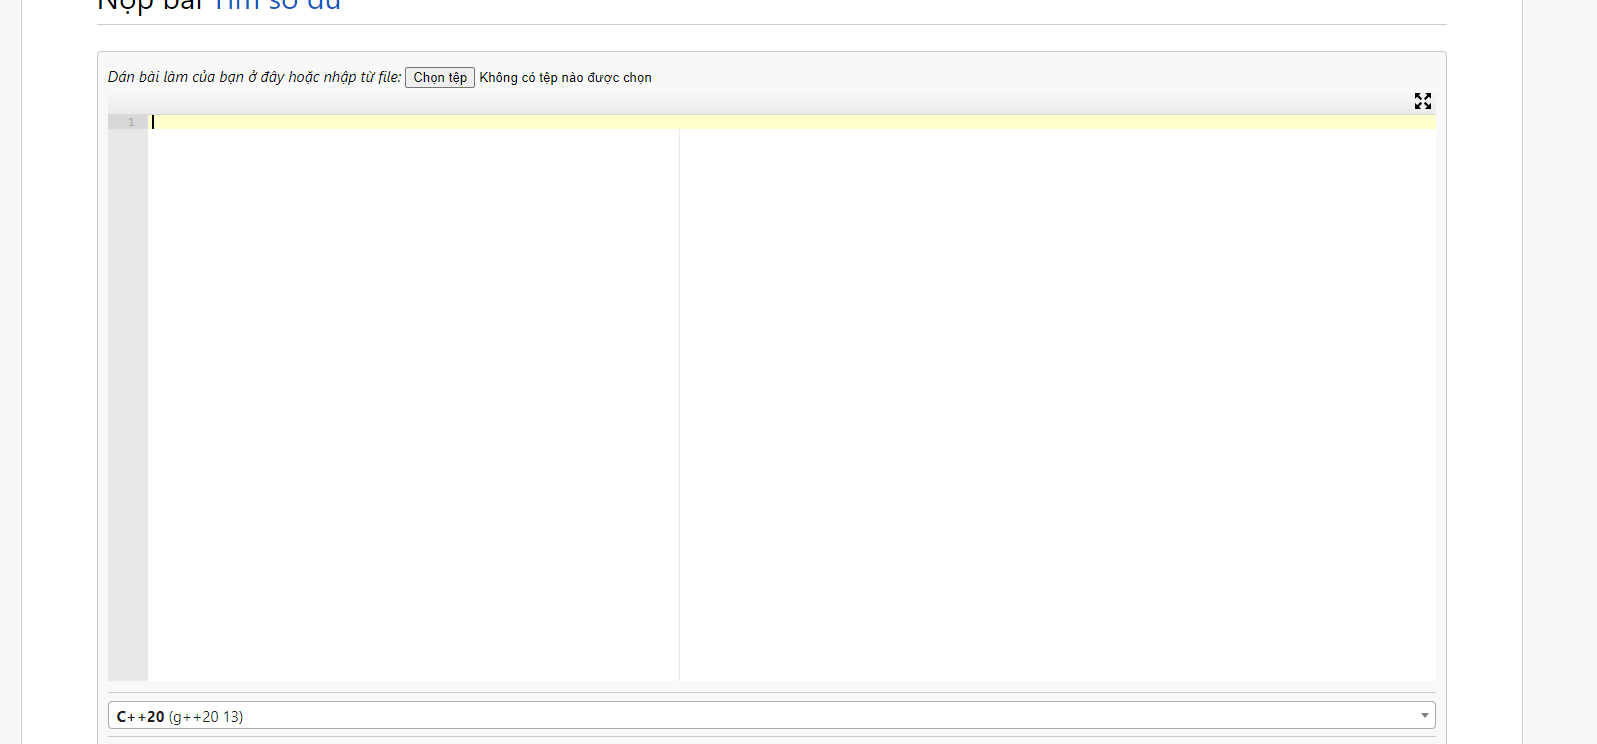 Nộp bài Tìm số dư
Dán bài làm của bạn ở đây hoặc nhập từ file: Chọn tệp Không có tệp nào được chọn
1
C++20 (g++20 13)